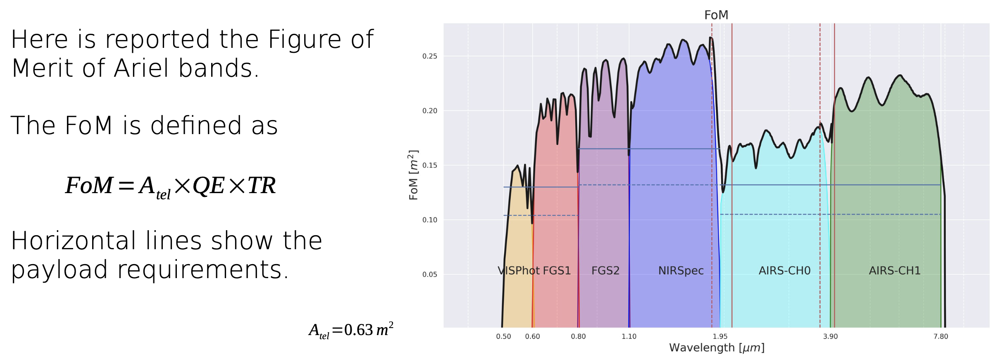 Here is reported the Figure of
Merit of Ariel bands.
The FoM is defined as
FoM = A_tel × QE × TR
Horizontal lines show the
payload requirements.
A_tel = 0.63 m²
FoM
0.25
0.20
0.15
0.10
0.05
FoM [m²]
VISPhot FGS1 FGS2 NIRSpec AIRS-CH0 AIRS-CH1
0.50 0.60 0.80 1.10 1.95 3.90 7.80
Wavelength [μm]